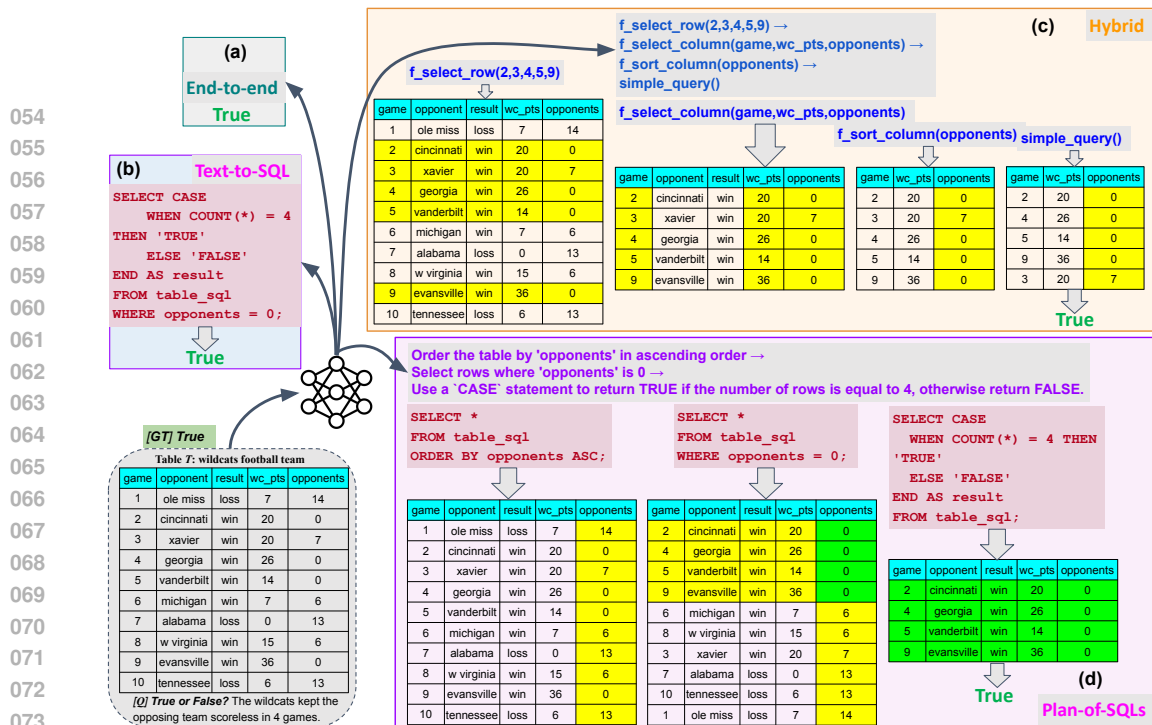 054
055
056
057
058
059
060
061
062
063
064
065
066
067
068
069
070
071
072
073
(a)
End-to-end
True
(b)
Text-to-SQL
SELECT CASE
WHEN COUNT(*) = 4
THEN 'TRUE'
ELSE 'FALSE'
END AS result
FROM table_sql
WHERE opponents = 0;
True
[GT] True
Table T: wildcats football team
game opponent result wc_pts opponents
1 ole miss loss 7 14
2 cincinnati win 20 0
3 xavier win 20 7
4 georgia win 26 0
5 vanderbilt win 14 0
6 michigan win 7 6
7 alabama loss 0 13
8 w virginia win 15 6
9 evansville win 36 0
10 tennessee loss 6 13
[Q] True or False? The wildcats kept the
opposing team scoreless in 4 games.
(c)
Hybrid
f_select_row(2,3,4,5,9) →
f_select_column(game,wc_pts,opponents) →
f_sort_column(opponents) →
simple_query()
f_select_row(2,3,4,5,9)
game opponent result wc_pts opponents
1 ole miss loss 7 14
2 cincinnati win 20 0
3 xavier win 20 7
4 georgia win 26 0
5 vanderbilt win 14 0
6 michigan win 7 6
7 alabama loss 0 13
8 w virginia win 15 6
9 evansville win 36 0
10 tennessee loss 6 13
f_select_column(game,wc_pts,opponents)
game opponent result wc_pts opponents
2 cincinnati win 20 0
3 xavier win 20 7
4 georgia win 26 0
5 vanderbilt win 14 0
9 evansville win 36 0
f_sort_column(opponents)
game wc_pts opponents
2 20 0
3 20 7
4 26 0
5 14 0
9 36 0
simple_query()
game wc_pts opponents
2 20 0
4 26 0
5 14 0
9 36 0
3 20 7
True
Order the table by 'opponents' in ascending order →
Select rows where 'opponents' is 0 →
Use a `CASE` statement to return TRUE if the number of rows is equal to 4, otherwise return FALSE.
SELECT *
FROM table_sql
ORDER BY opponents ASC;
game opponent result wc_pts opponents
1 ole miss loss 7 14
2 cincinnati win 20 0
3 xavier win 20 7
4 georgia win 26 0
5 vanderbilt win 14 0
6 michigan win 7 6
7 alabama loss 0 13
8 w virginia win 15 6
9 evansville win 36 0
10 tennessee loss 6 13
SELECT *
FROM table_sql
WHERE opponents = 0;
game opponent result wc_pts opponents
2 cincinnati win 20 0
4 georgia win 26 0
5 vanderbilt win 14 0
9 evansville win 36 0
6 michigan win 7 6
8 w virginia win 15 6
3 xavier win 20 7
7 alabama loss 0 13
10 tennessee loss 6 13
1 ole miss loss 7 14
SELECT CASE
WHEN COUNT(*) = 4 THEN
'TRUE'
ELSE 'FALSE'
END AS result
FROM table_sql;
game opponent result wc_pts opponents
2 cincinnati win 20 0
4 georgia win 26 0
5 vanderbilt win 14 0
9 evansville win 36 0
True
(d)
Plan-of-SQLs